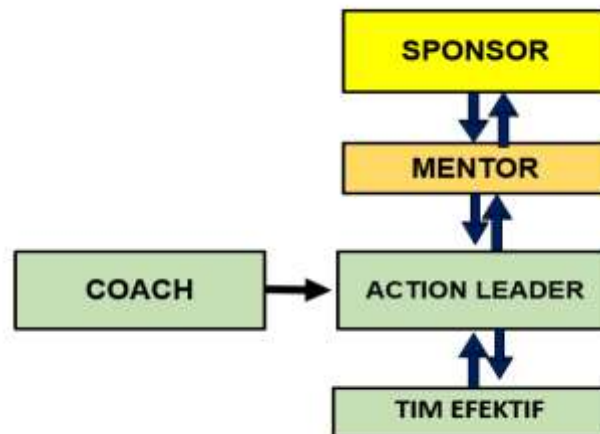 SPONSOR
MENTOR
COACH
ACTION LEADER
TIM EFEKTIF